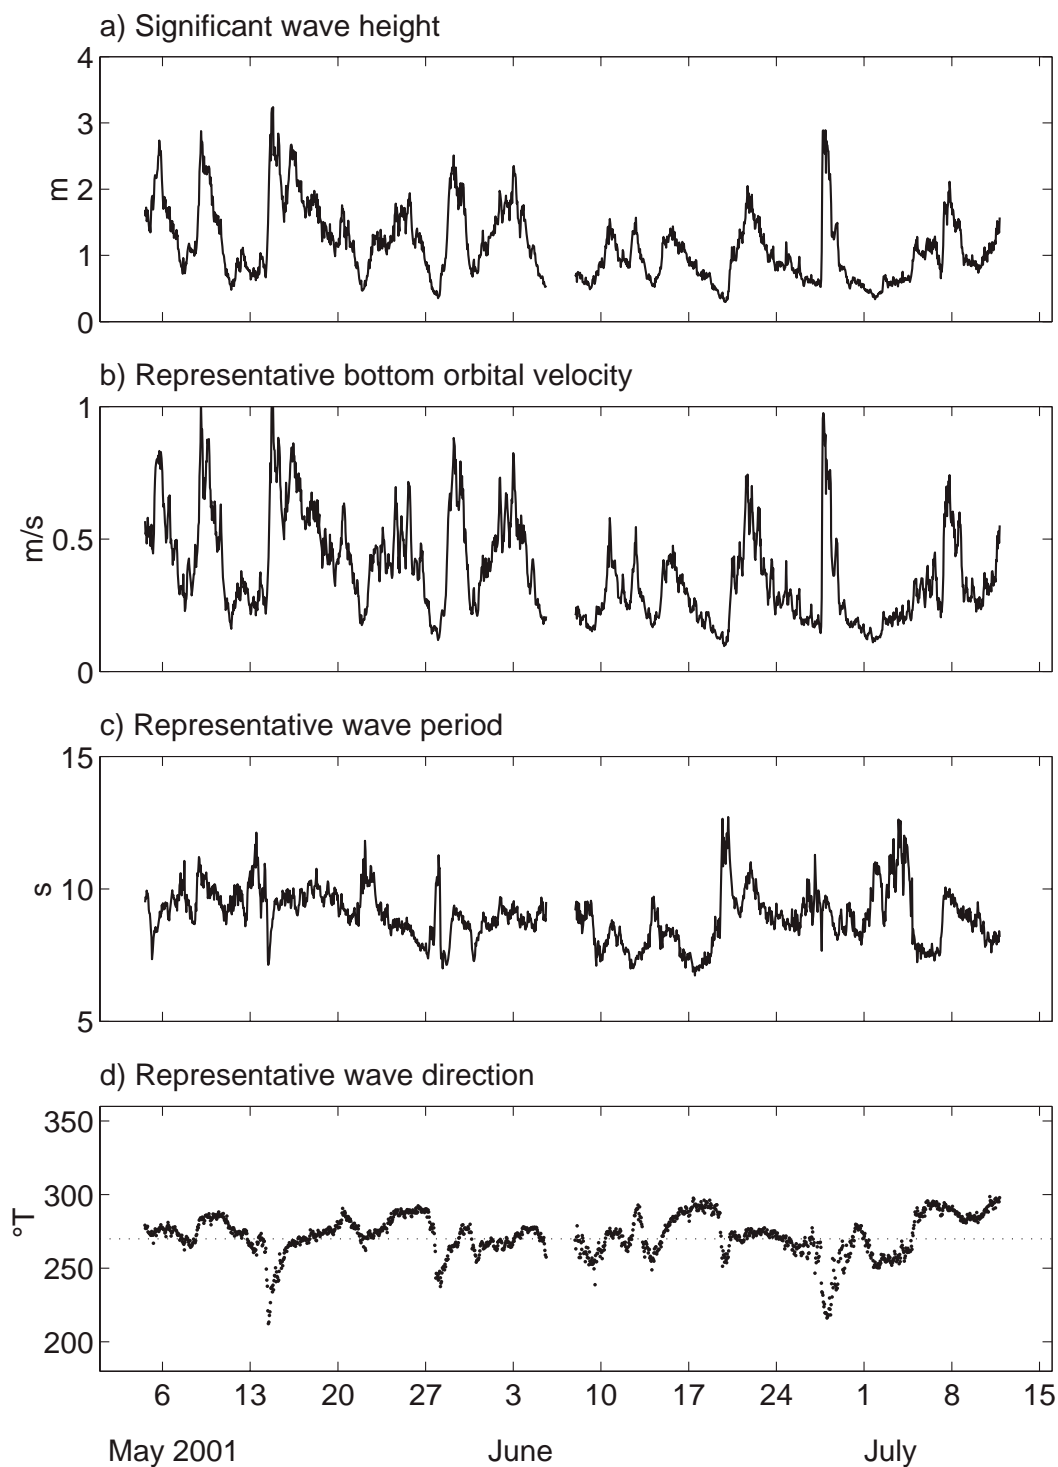 a) Significant wave height
4
3
2
1
0
m
b) Representative bottom orbital velocity
1
0.5
0
m/s
c) Representative wave period
15
10
5
s
d) Representative wave direction
350
300
250
200
°T
6 13 20 27 3 10 17 24 1 8 15
May 2001 June July